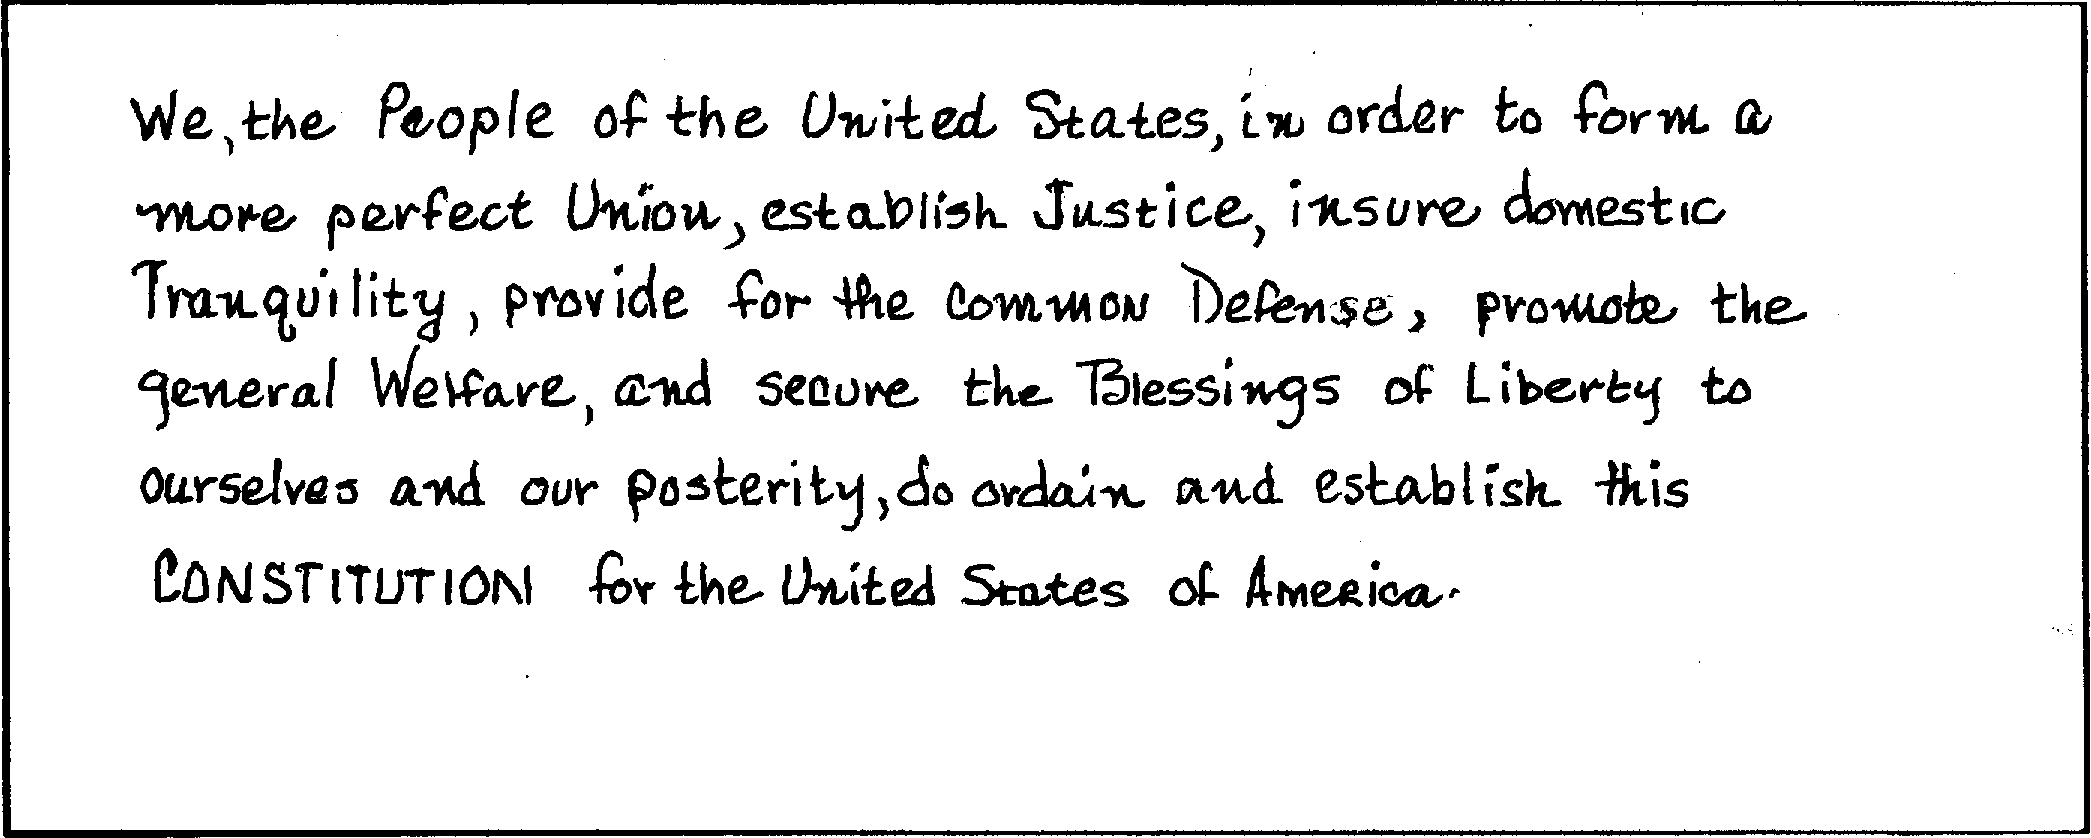 We, the People of the United States, in order to form a
more perfect Union, establish Justice, insure domestic
Tranquility, provide for the common Defense, promote the
general Welfare, and secure the Blessings of Liberty to
ourselves and our posterity, do ordain and establish this
CONSTITUTION for the United States of America.